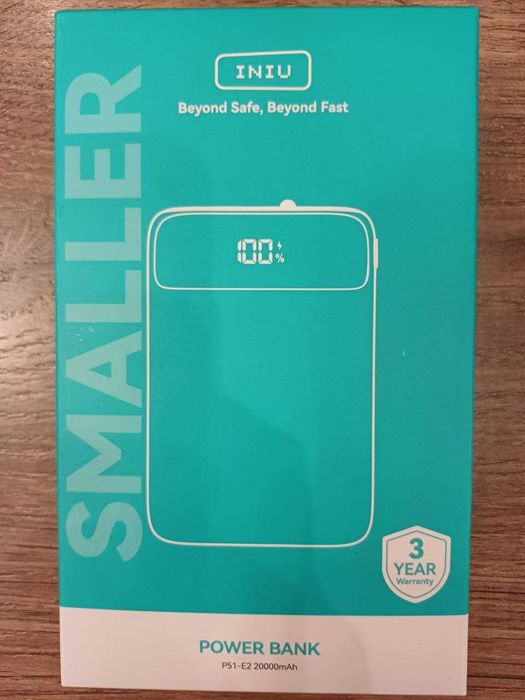 INIU
Beyond Safe, Beyond Fast
SMALLER
100%
3
YEAR
Warranty
POWER BANK
P51-E2 20000mAh